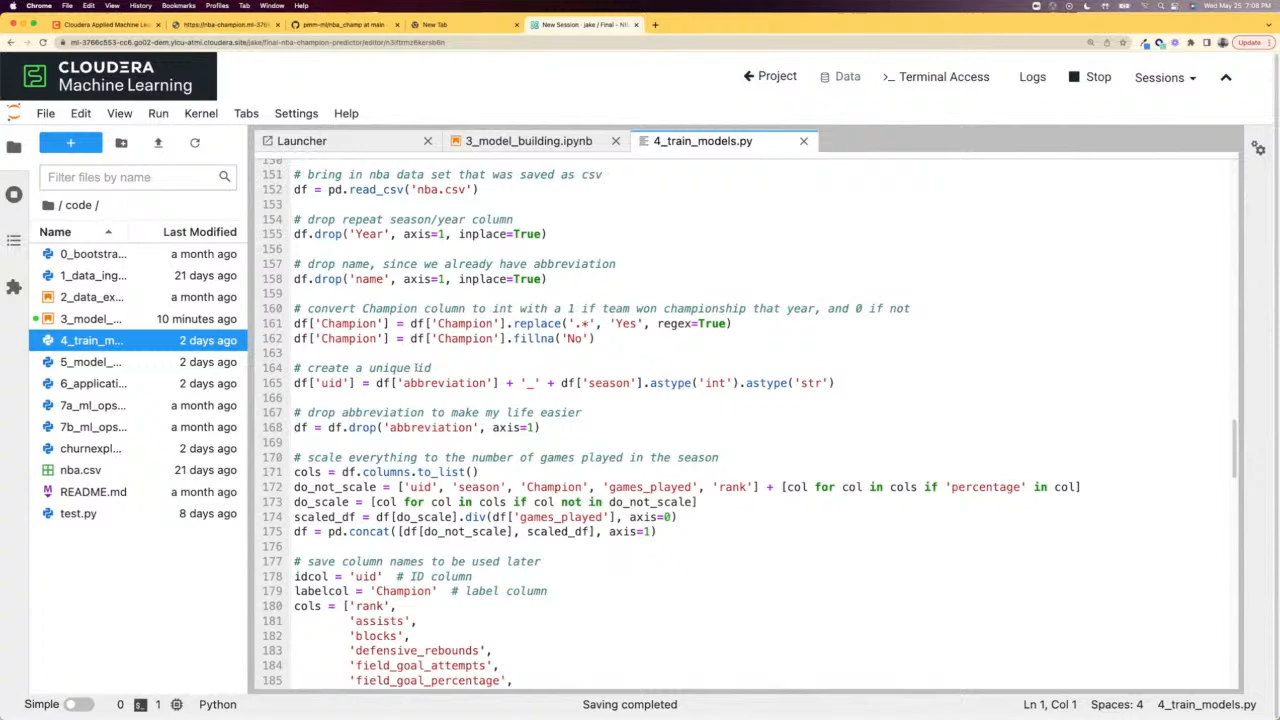 Chrome File Edit View History Bookmarks Profiles Tab Window Help
Wed May 25 7:08 PM
Cloudera Applied Machine Le
https://nba-champion.ml-3766
pmm-ml/nba_champ at main
New Tab
New Session · jake / Final - NB
ml-3766c553-cc6.go02-dem.ylcu-atmi.cloudera.site/jake/final-nba-champion-predictor/editor/
Update
CLOUDERA
Machine Learning
Project Data >_ Terminal Access Logs Stop Sessions
File Edit View Run Kernel Tabs Settings Help
Launcher
3_model_building.ipynb
4_train_models.py
Filter files by name
/ code /
Name Last Modified
0_bootstra... a month ago
1_data_ing... 21 days ago
2_data_ex... a month ago
3_model_... 10 minutes ago
4_train_m... 2 days ago
5_model_... 2 days ago
6_applicati... 2 days ago
7a_ml_ops... a month ago
7b_ml_ops... a month ago
churnexpl... 2 days ago
nba.csv 21 days ago
README.md a month ago
test.py 8 days ago
150
151 # bring in nba data set that was saved as csv
152 df = pd.read_csv('nba.csv')
153
154 # drop repeat season/year column
155 df.drop('Year', axis=1, inplace=True)
156
157 # drop name, since we already have abbreviation
158 df.drop('name', axis=1, inplace=True)
159
160 # convert Champion column to int with a 1 if team won championship that year, and 0 if not
161 df['Champion'] = df['Champion'].replace('.*', 'Yes', regex=True)
162 df['Champion'] = df['Champion'].fillna('No')
163
164 # create a unique id
165 df['uid'] = df['abbreviation'] + '_' + df['season'].astype('int').astype('str')
166
167 # drop abbreviation to make my life easier
168 df = df.drop('abbreviation', axis=1)
169
170 # scale everything to the number of games played in the season
171 cols = df.columns.to_list()
172 do_not_scale = ['uid', 'season', 'Champion', 'games_played', 'rank'] + [col for col in cols if 'percentage' in col]
173 do_scale = [col for col in cols if col not in do_not_scale]
174 scaled_df = df[do_scale].div(df['games_played'], axis=0)
175 df = pd.concat([df[do_not_scale], scaled_df], axis=1)
176
177 # save column names to be used later
178 idcol = 'uid' # ID column
179 labelcol = 'Champion' # label column
180 cols = ['rank',
181 'assists',
182 'blocks',
183 'defensive_rebounds',
184 'field_goal_attempts',
185 'field_goal_percentage',
Simple 0 1 Python Saving completed Ln 1, Col 1 Spaces: 4 4_train_models.py